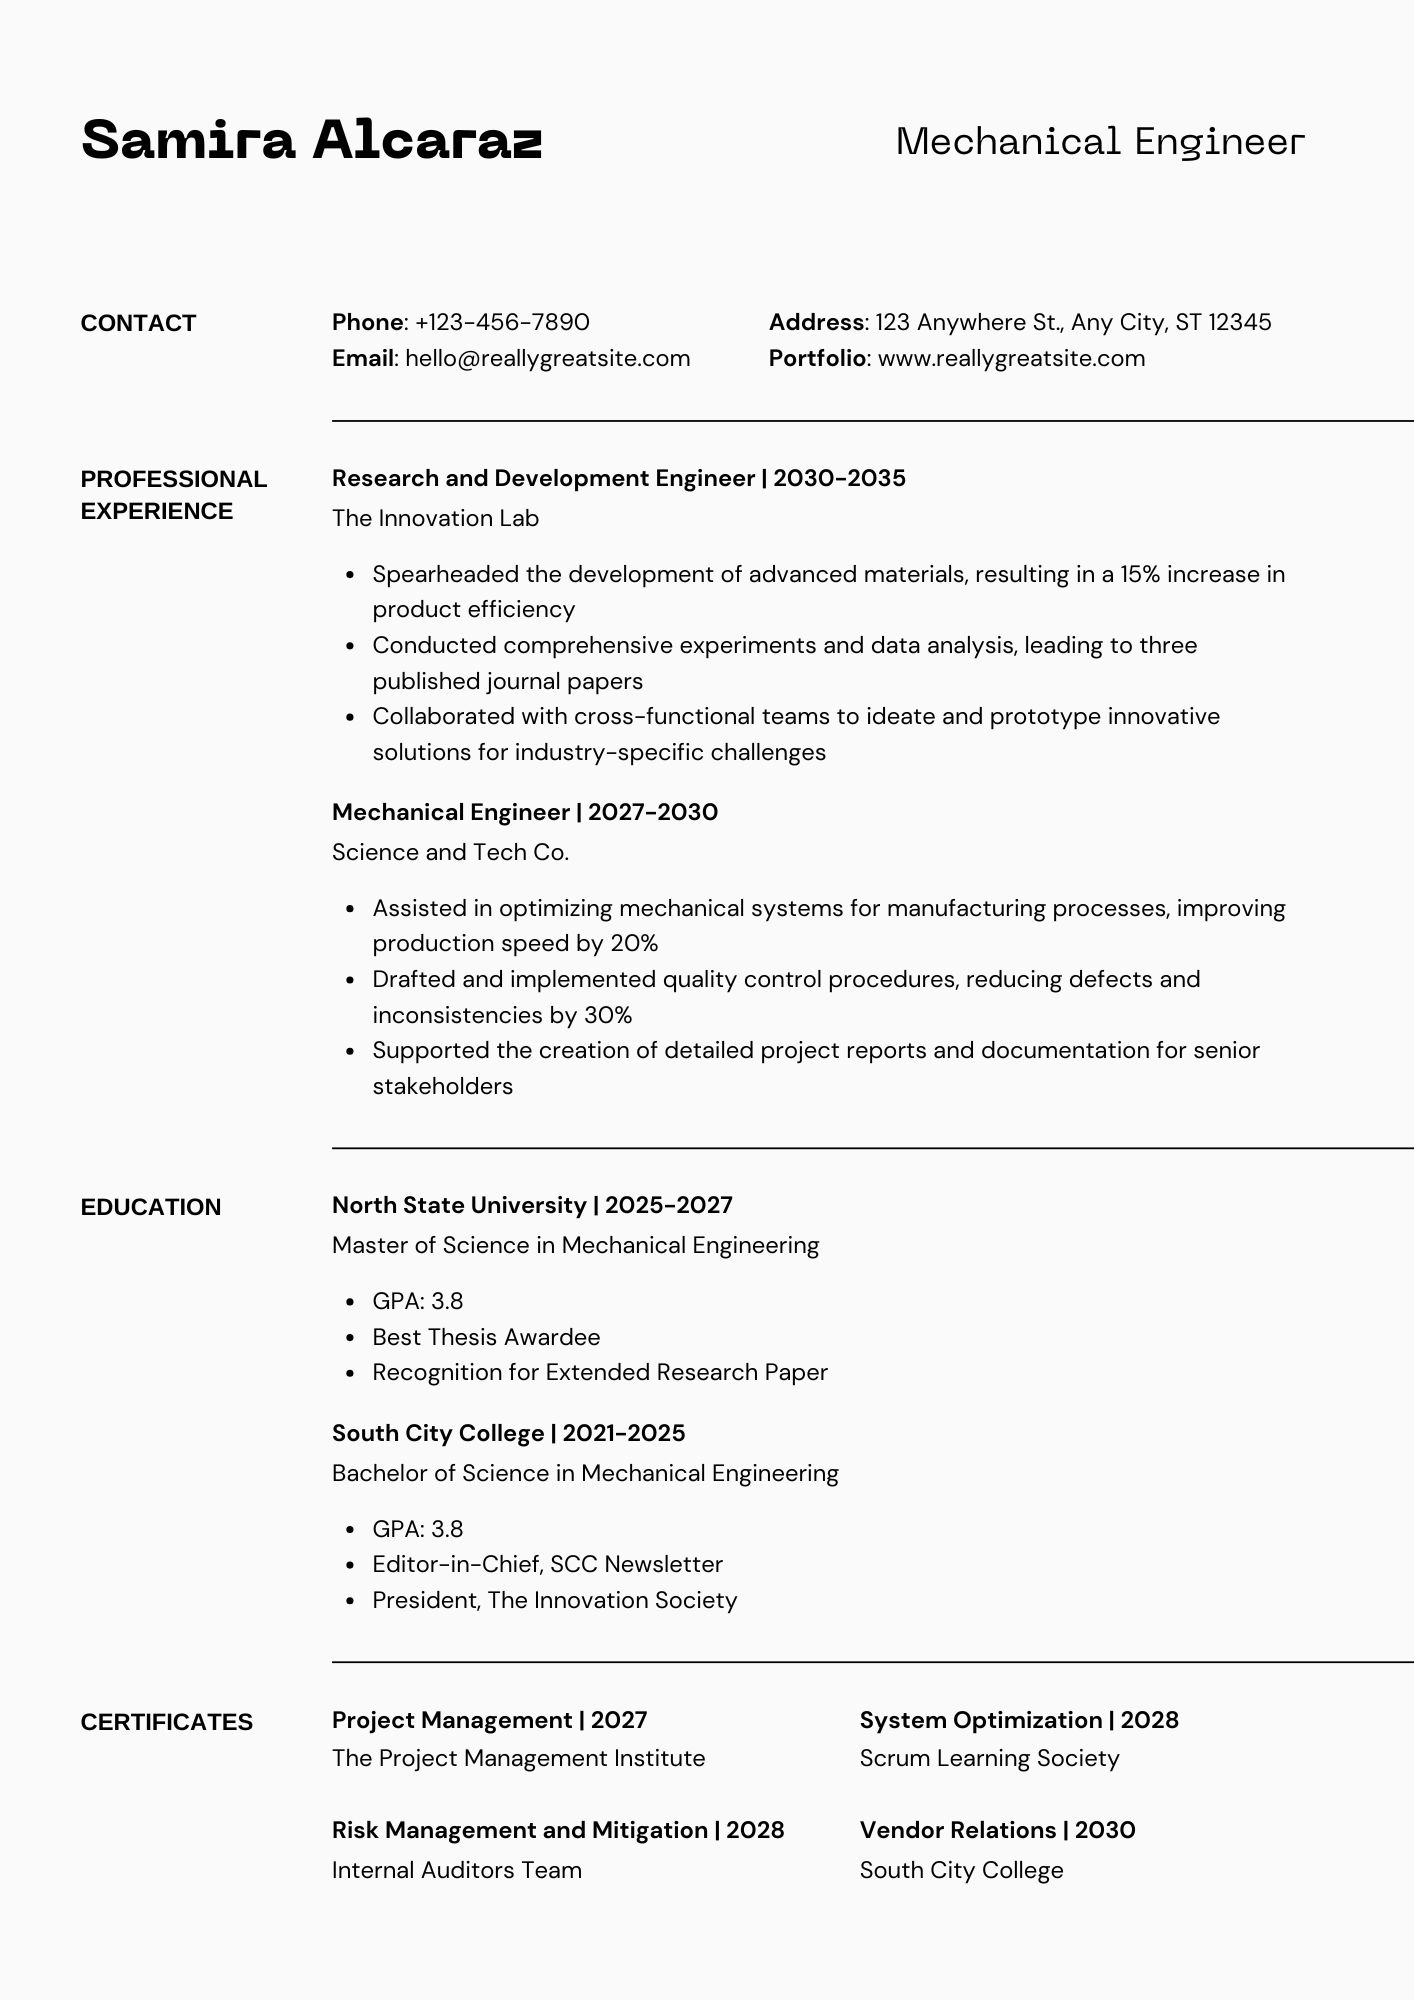 Samira Alcaraz
Mechanical Engineer
CONTACT
Phone: +123-456-7890
Email: hello@reallygreatsite.com
Address: 123 Anywhere St., Any City, ST 12345
Portfolio: www.reallygreatsite.com
PROFESSIONAL
EXPERIENCE
Research and Development Engineer | 2030-2035
The Innovation Lab
• Spearheaded the development of advanced materials, resulting in a 15% increase in
product efficiency
• Conducted comprehensive experiments and data analysis, leading to three
published journal papers
• Collaborated with cross-functional teams to ideate and prototype innovative
solutions for industry-specific challenges
Mechanical Engineer | 2027-2030
Science and Tech Co.
• Assisted in optimizing mechanical systems for manufacturing processes, improving
production speed by 20%
• Drafted and implemented quality control procedures, reducing defects and
inconsistencies by 30%
• Supported the creation of detailed project reports and documentation for senior
stakeholders
EDUCATION
North State University | 2025-2027
Master of Science in Mechanical Engineering
• GPA: 3.8
• Best Thesis Awardee
• Recognition for Extended Research Paper
South City College | 2021-2025
Bachelor of Science in Mechanical Engineering
• GPA: 3.8
• Editor-in-Chief, SCC Newsletter
• President, The Innovation Society
CERTIFICATES
Project Management | 2027
The Project Management Institute
System Optimization | 2028
Scrum Learning Society
Risk Management and Mitigation | 2028
Internal Auditors Team
Vendor Relations | 2030
South City College